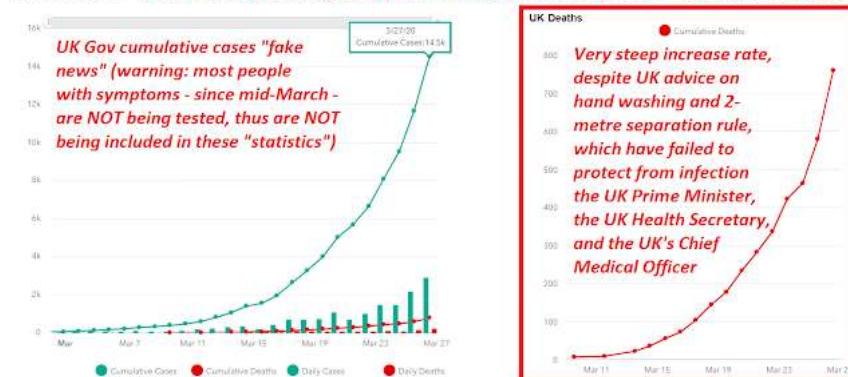 16k
14k
12k
10k
8k
6k
4k
2k
0
3/27/20
Cumulative Cases:14.5k
UK Gov cumulative cases "fake
news" (warning: most people
with symptoms - since mid-March -
are NOT being tested, thus are NOT
being included in these "statistics")
Mar
Mar 7
Mar 11
Mar 15
Mar 19
Mar 23
Mar 27
Cumulative Cases
Cumulative Deaths
Daily Cases
Daily Deaths
UK Deaths
Cumulative Deaths
Very steep increase rate,
despite UK advice on
hand washing and 2-
metre separation rule,
which have failed to
protect from infection
the UK Prime Minister,
the UK Health Secretary,
and the UK's Chief
Medical Officer
800
700
600
500
400
300
200
100
0
Mar 11
Mar 15
Mar 19
Mar 23